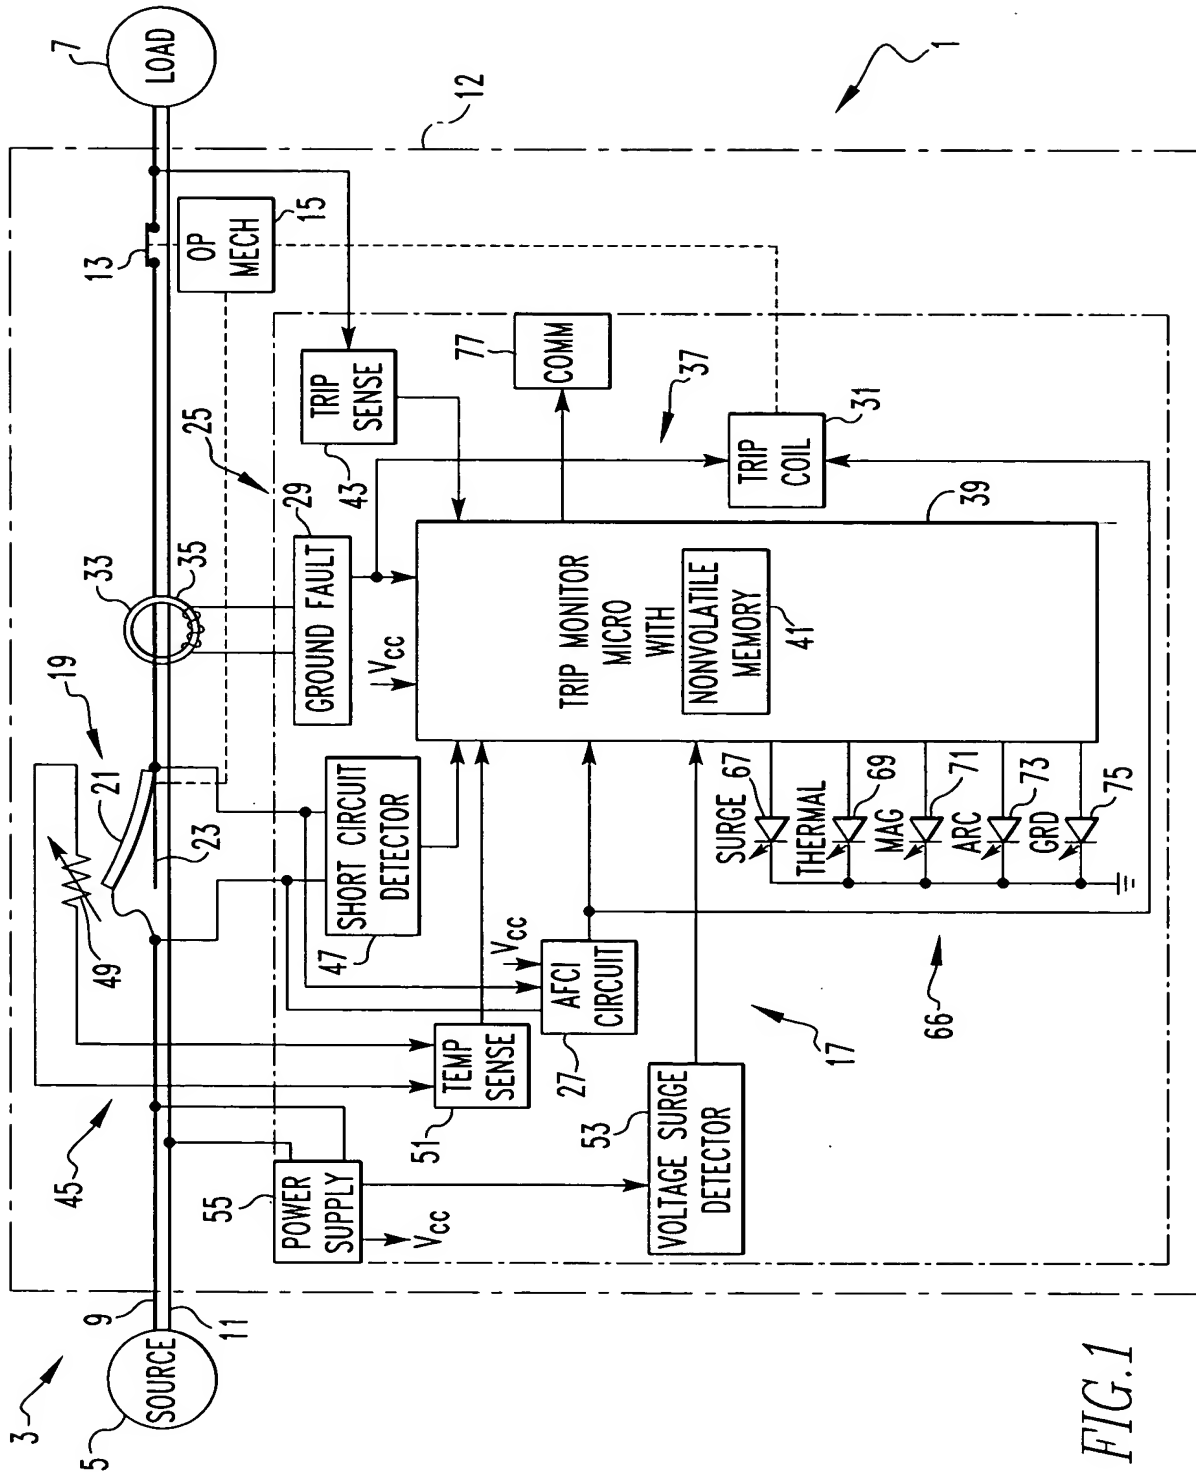 3
5
SOURCE
9
11
45
55
POWER
SUPPLY
Vcc
49
19
21
23
33
35
25
13
OP
MECH
15
7
LOAD
12
1
51
TEMP
SENSE
47
SHORT CIRCUIT
DETECTOR
29
GROUND FAULT
43
TRIP
SENSE
77
COMM
37
53
VOLTAGE SURGE
DETECTOR
27
AFCI
CIRCUIT
Vcc
Vcc
TRIP MONITOR
MICRO
WITH
NONVOLATILE
MEMORY
41
39
TRIP
COIL
31
17
66
SURGE
67
THERMAL
69
MAG
71
ARC
73
GRD
75
FIG.1